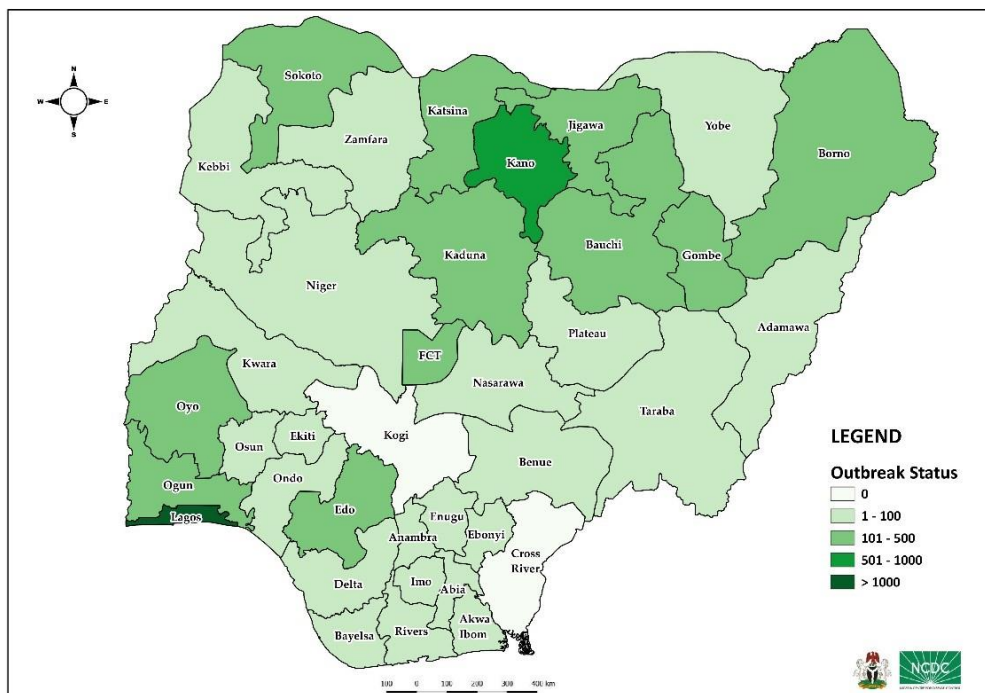 N
W
E
S
Sokoto
Katsina
Jigawa
Yobe
Borno
Kebbi
Zamfara
Kano
Kaduna
Bauchi
Gombe
Niger
Adamawa
Plateau
FCT
Kwara
Nasarawa
Taraba
Oyo
Kogi
Osun
Ekiti
Benue
Ondo
Ogun
Lagos
Edo
Enugu
Anambra
Ebonyi
Cross
River
Delta
Imo
Abia
Bayelsa
Rivers
Akwa
Ibom
LEGEND
Outbreak Status
0
1 - 100
101 - 500
501 - 1000
> 1000
100 0 100 200 300 400 km
NCDC